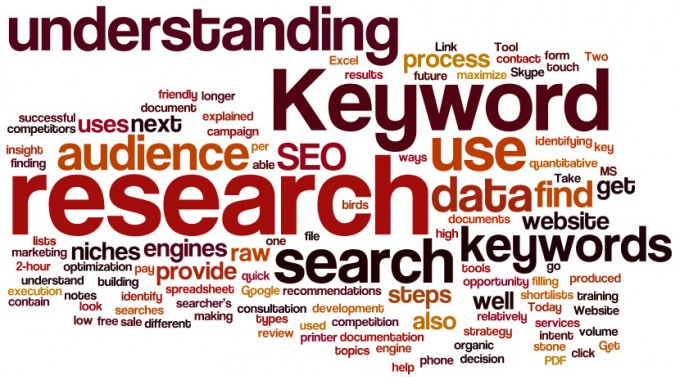 understanding
Link Tool
Excel process contact form Two
results future maximize Skype touch
friendly longer
document
Keyword
successful
competitors uses next explained
campaign
insight
finding audience per
able SEO ways use identifying key
quantitative
Take MS
research birds data find get
documents website
lists one file high
marketing niches engines raw search keywords
2-hour optimization pay provide quick tools go
understand building opportunity filling produced
execution spreadsheet Google recommendations steps shortlists training
contain notes identify searcher's consultation development well Today Website
look searches making types used competition also relatively services volume
low free sale different review printer documentation strategy intent
topics engine organic stone click Get
phone decision PDF
help